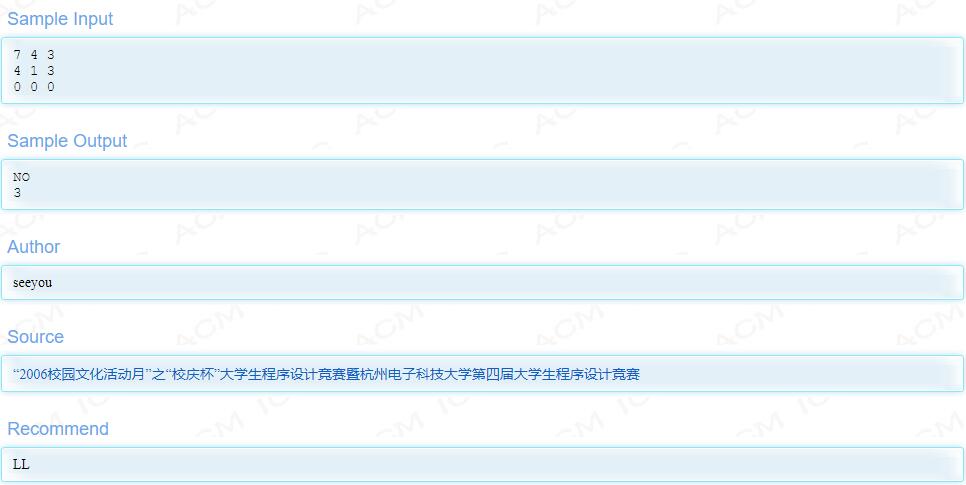 Sample Input
7 4 3
4 1 3
0 0 0
Sample Output
NO
3
Author
seeyou
Source
“2006校园文化活动月”之“校庆杯”大学生程序设计竞赛暨杭州电子科技大学第四届大学生程序设计竞赛
Recommend
LL